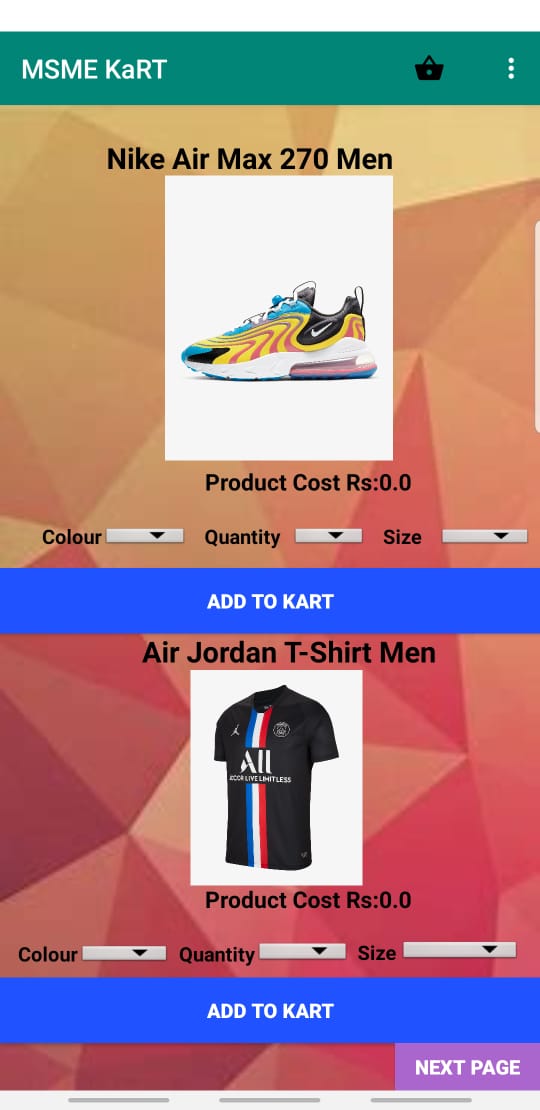 MSME KaRT
Nike Air Max 270 Men
Product Cost Rs:0.0
Colour Quantity Size
ADD TO KART
Air Jordan T-Shirt Men
ALL
ACCOR LIVE LIMITLESS
Product Cost Rs:0.0
Colour Quantity Size
ADD TO KART
NEXT PAGE